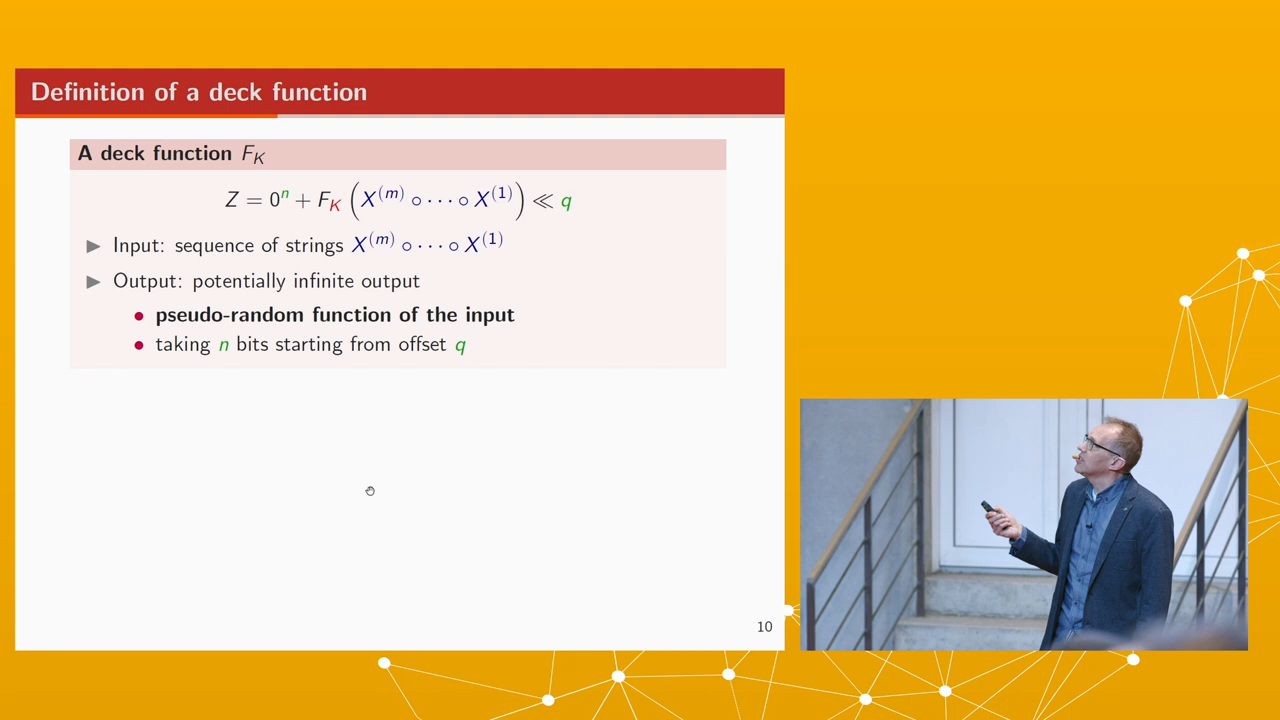 Definition of a deck function
A deck function F_K
Z = 0^n + F_K (X^(m) ∘ ⋯ ∘ X^(1)) ≪ q
▶ Input: sequence of strings X^(m) ∘ ⋯ ∘ X^(1)
▶ Output: potentially infinite output
• pseudo-random function of the input
• taking n bits starting from offset q
10